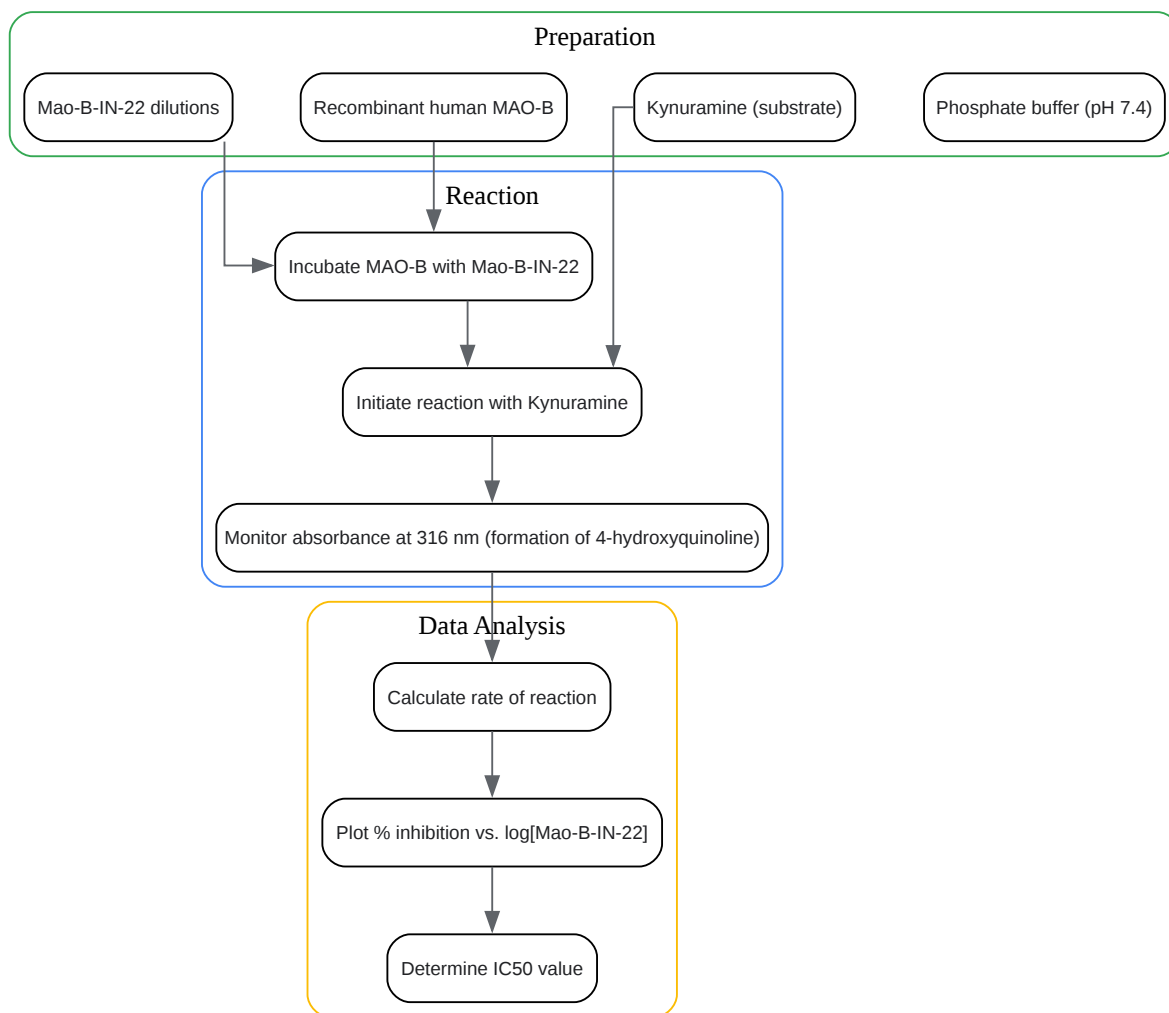 Preparation
Mao-B-IN-22 dilutions
Recombinant human MAO-B
Kynuramine (substrate)
Phosphate buffer (pH 7.4)
Reaction
Incubate MAO-B with Mao-B-IN-22
Initiate reaction with Kynuramine
Monitor absorbance at 316 nm (formation of 4-hydroxyquinoline)
Data Analysis
Calculate rate of reaction
Plot % inhibition vs. log[Mao-B-IN-22]
Determine IC50 value